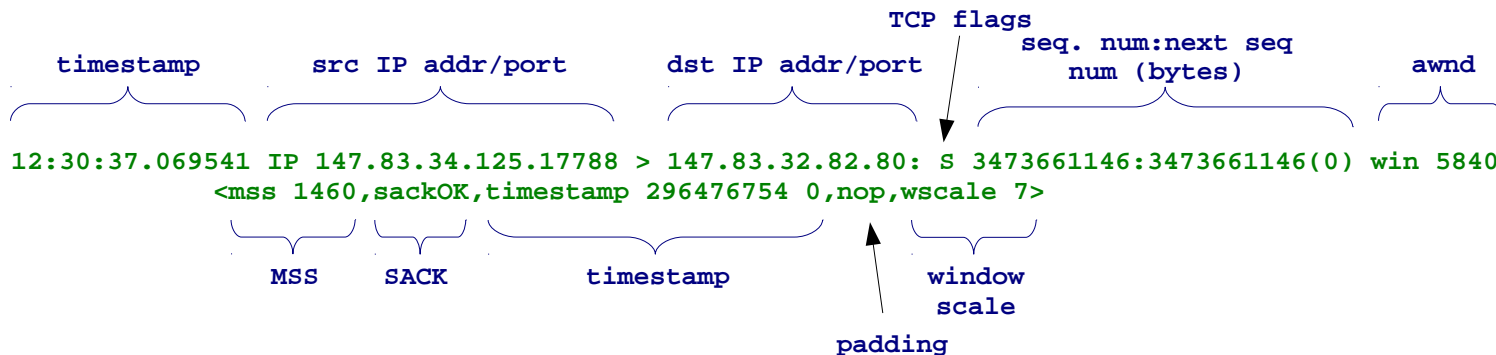 TCP flags
timestamp
src IP addr/port
dst IP addr/port
seq. num:next seq
num (bytes)
awnd
12:30:37.069541 IP 147.83.34.125.17788 > 147.83.32.82.80: S 3473661146:3473661146(0) win 5840
<mss 1460,sackOK,timestamp 296476754 0,nop,wscale 7>
MSS
SACK
timestamp
window
scale
padding